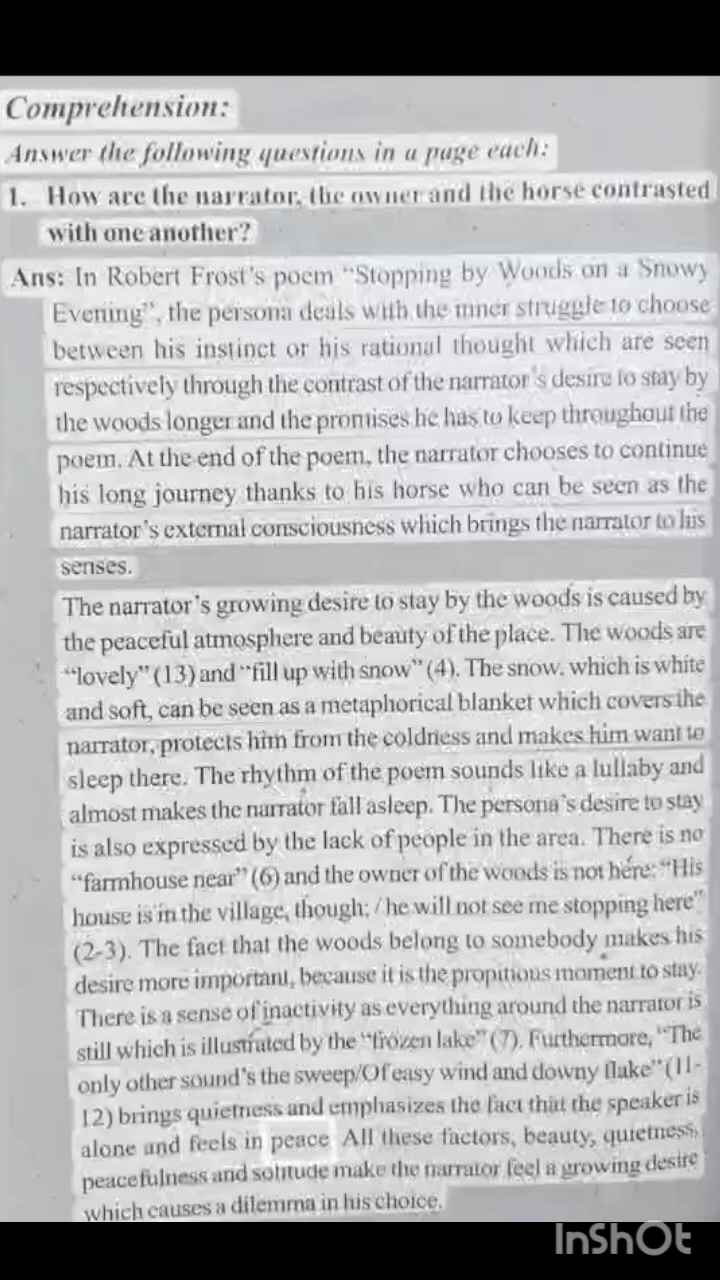 Comprehension:
Answer the following questions in a page each:
1. How are the narrator, the owner and the horse contrasted
with one another?
Ans: In Robert Frost's poem "Stopping by Woods on a Snowy
Evening", the persona deals with the inner struggle to choose
between his instinct or his rational thought which are seen
respectively through the contrast of the narrator's desire to stay by
the woods longer and the promises he has to keep throughout the
poem. At the end of the poem, the narrator chooses to continue
his long journey thanks to his horse who can be seen as the
narrator's external consciousness which brings the narrator to his
senses.
The narrator's growing desire to stay by the woods is caused by
the peaceful atmosphere and beauty of the place. The woods are
"lovely" (13) and "fill up with snow" (4). The snow, which is white
and soft, can be seen as a metaphorical blanket which covers the
narrator, protects him from the coldness and makes him want to
sleep there. The rhythm of the poem sounds like a lullaby and
almost makes the narrator fall asleep. The persona's desire to stay
is also expressed by the lack of people in the area. There is no
"farmhouse near" (6) and the owner of the woods is not here: "His
house is in the village, though; / he will not see me stopping here"
(2-3). The fact that the woods belong to somebody makes his
desire more important, because it is the propitious moment to stay.
There is a sense of inactivity as everything around the narrator is
still which is illustrated by the "frozen lake" (7). Furthermore, "The
only other sound's the sweep/Of easy wind and downy flake" (11-
12) brings quietness and emphasizes the fact that the speaker is
alone and feels in peace All these factors, beauty, quietness,
peacefulness and solitude make the narrator feel a growing desire
which causes a dilemma in his choice.
InShOt